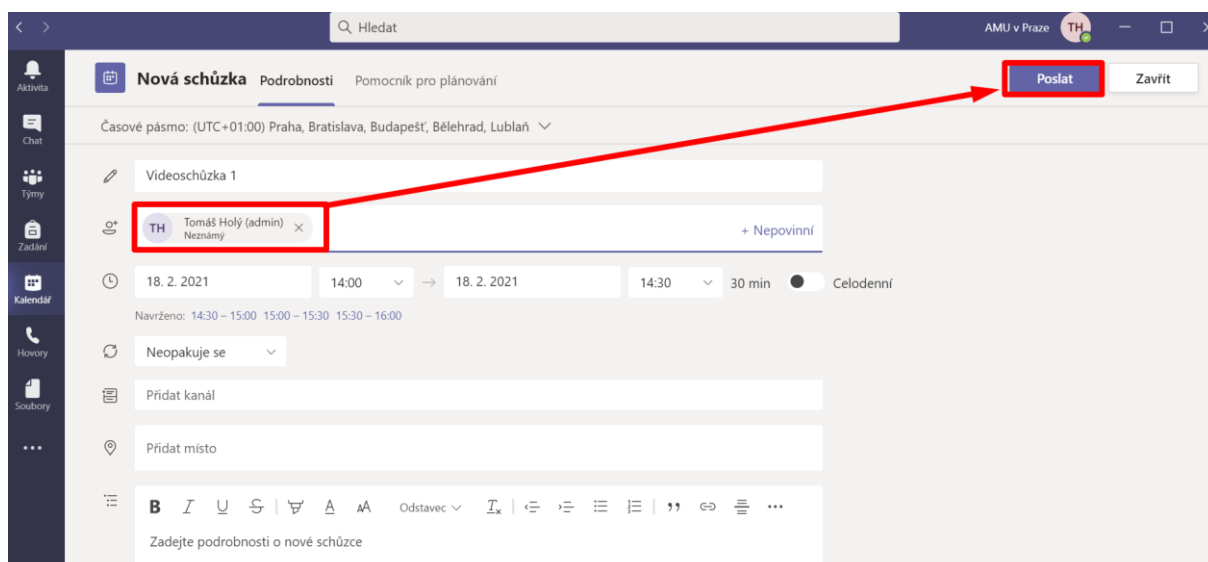 Hledat
AMU v Praze TH
Aktivita
Chat
Týmy
Zadání
Kalendář
Hovory
Soubory
Nová schůzka Podrobnosti Pomocník pro plánování
Poslat Zavřít
Časové pásmo: (UTC+01:00) Praha, Bratislava, Budapešť, Bělehrad, Lublaň
Videoschůzka 1
TH Tomáš Holý (admin)
Neznámý
+ Nepovinní
18. 2. 2021 14:00 → 18. 2. 2021 14:30 30 min Celodenní
Navrženo: 14:30 – 15:00 15:00 – 15:30 15:30 – 16:00
Neopakuje se
Přidat kanál
Přidat místo
B I U S A AA Odstavec Tx
Zadejte podrobnosti o nové schůzce